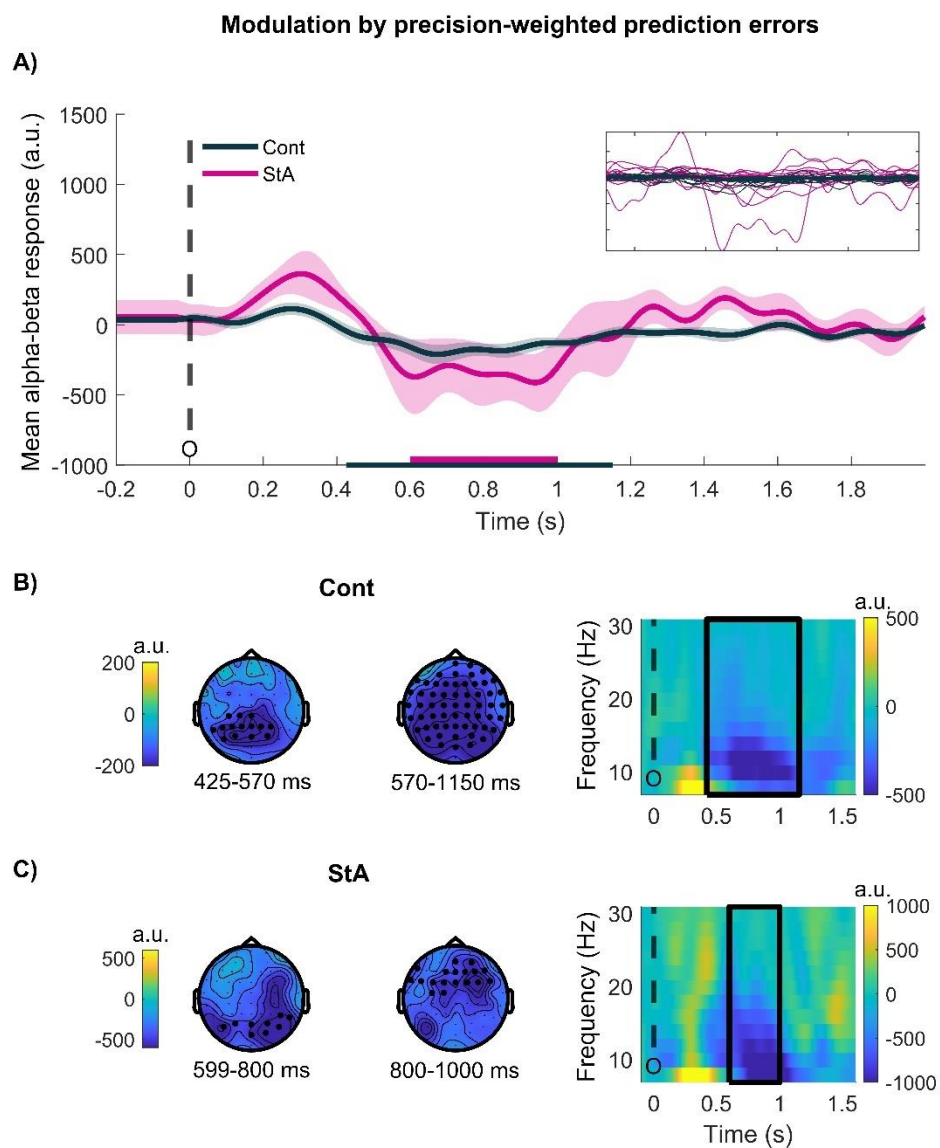 Modulation by precision-weighted prediction errors
A)
Mean alpha-beta response (a.u.)
1500
1000
500
0
-500
-1000
Cont
StA
O
-0.2 0 0.2 0.4 0.6 0.8 1 1.2 1.4 1.6 1.8
Time (s)
B)
Cont
a.u.
200
0
-200
425-570 ms
570-1150 ms
Frequency (Hz)
30
20
10
O
0 0.5 1 1.5
a.u.
500
0
-500
C)
StA
a.u.
500
0
-500
599-800 ms
800-1000 ms
Frequency (Hz)
30
20
10
O
0 0.5 1 1.5
Time (s)
a.u.
1000
500
0
-500
-1000